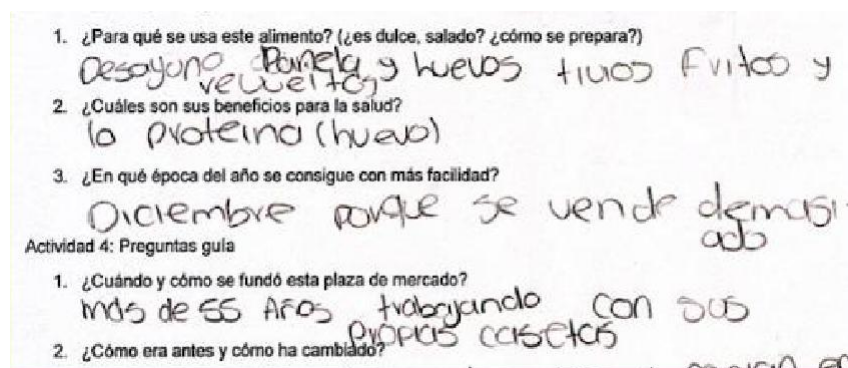 1. ¿Para qué se usa este alimento? (¿es dulce, salado? ¿cómo se prepara?)
Desayuno Panela y huevos tivios Fritos y
revueltos
2. ¿Cuáles son sus beneficios para la salud?
la proteina (huevo)
3. ¿En qué época del año se consigue con más facilidad?
Diciembre porque se vende demasi
ado
Actividad 4: Preguntas guía
1. ¿Cuándo y cómo se fundó esta plaza de mercado?
más de 55 Años trabajando con sus
propias casetas
2. ¿Cómo era antes y cómo ha cambiado?